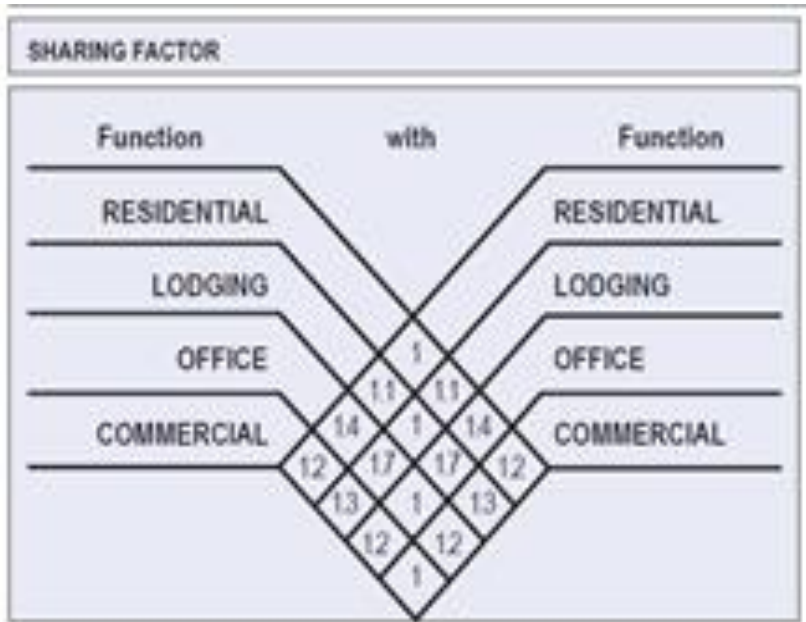 SHARING FACTOR
Function with Function
RESIDENTIAL RESIDENTIAL
LODGING LODGING
OFFICE OFFICE
COMMERCIAL COMMERCIAL
1
1.1 1.1
1.4 1 1.4
1.2 1.7 1.7 1.2
1.3 1 1.3
1.2 1.2
1